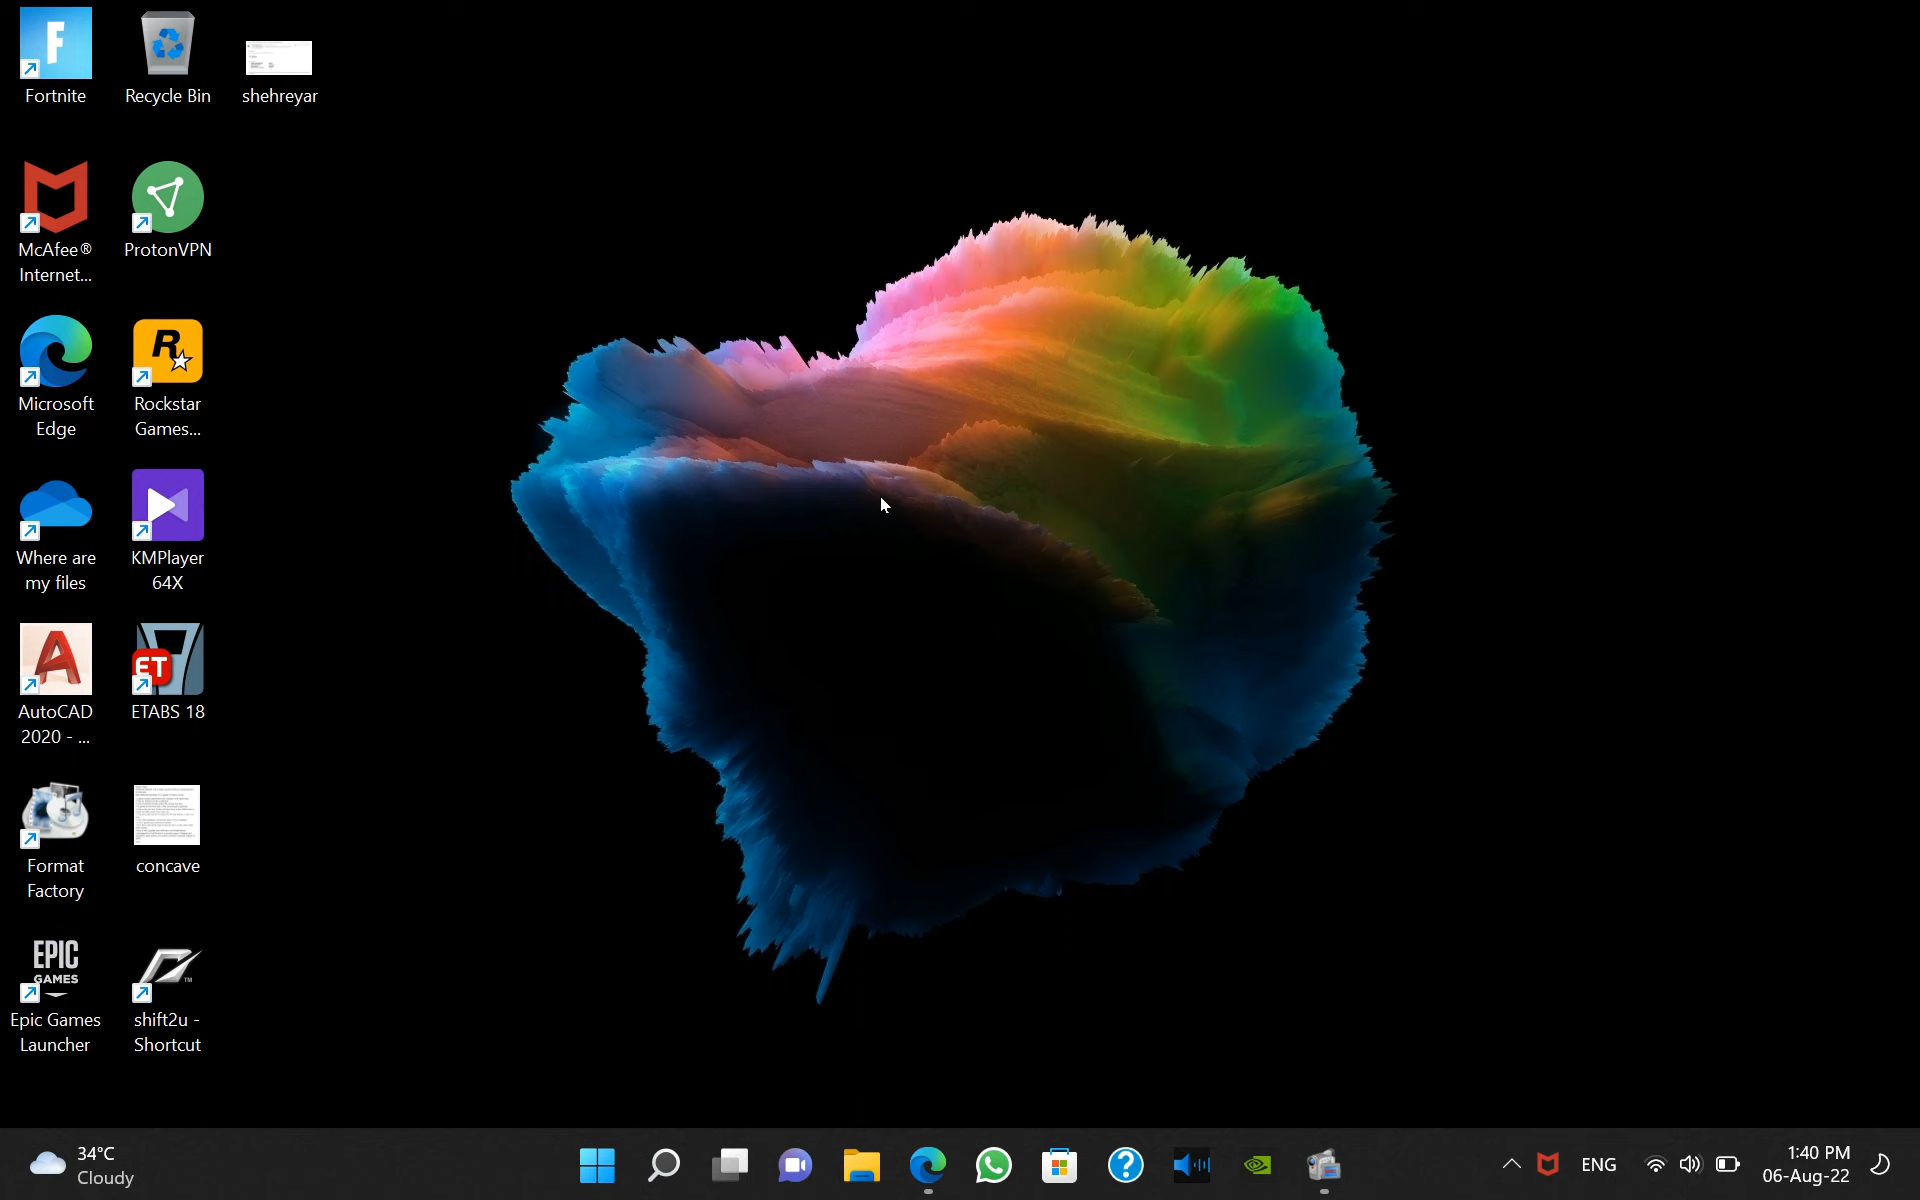 Fortnite
Recycle Bin
shehreyar
McAfee®
Internet...
ProtonVPN
Microsoft
Edge
Rockstar
Games...
Where are
my files
KMPlayer
64X
AutoCAD
2020 - ...
ET
ETABS 18
Format
Factory
concave
EPIC
GAMES
Epic Games
Launcher
shift2u -
Shortcut
34°C
Cloudy
ENG
1:40 PM
06-Aug-22